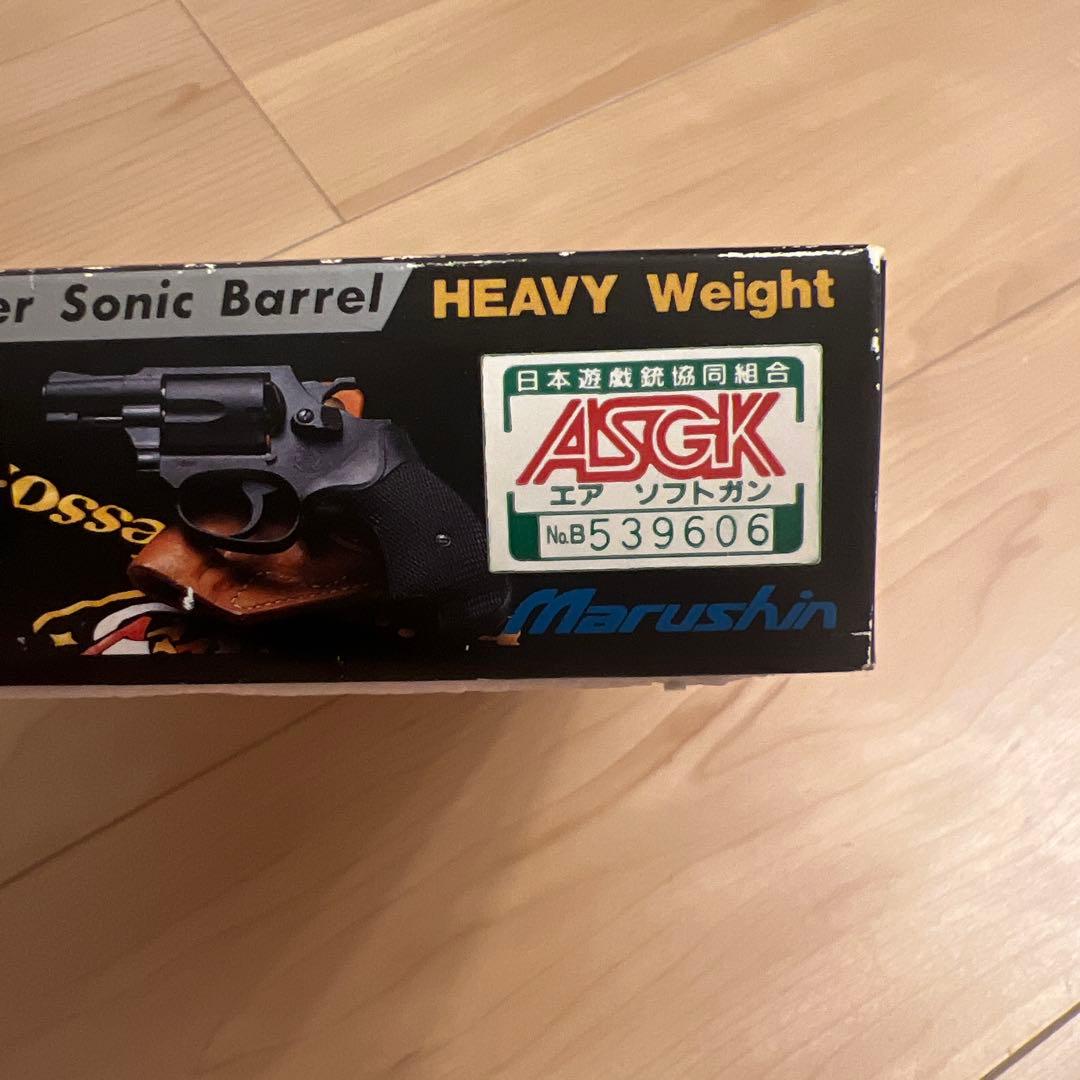 er Sonic Barrel
HEAVY Weight
日本遊戯銃協同組合
ASGK
エア ソフトガン
No.B539606
Fossa
Marushin